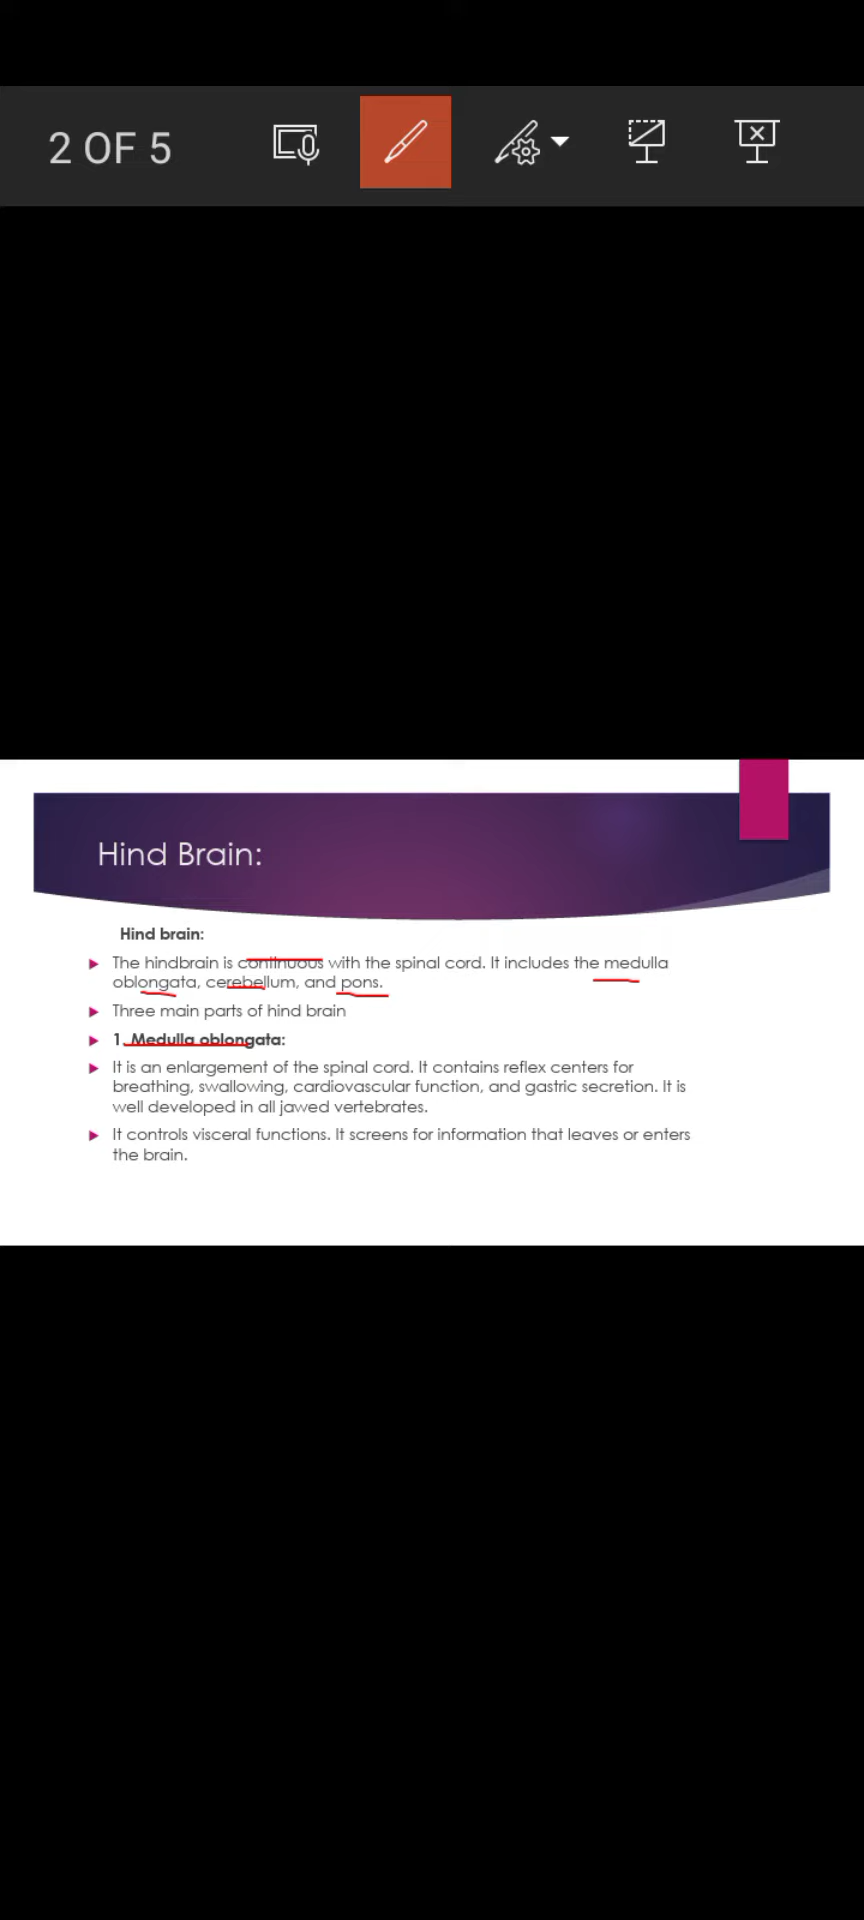 2 OF 5
Hind Brain:
Hind brain:
The hindbrain is continuous with the spinal cord. It includes the medulla
oblongata, cerebellum, and pons.
Three main parts of hind brain
1. Medulla oblongata:
It is an enlargement of the spinal cord. It contains reflex centers for
breathing, swallowing, cardiovascular function, and gastric secretion. It is
well developed in all jawed vertebrates.
It controls visceral functions. It screens for information that leaves or enters
the brain.